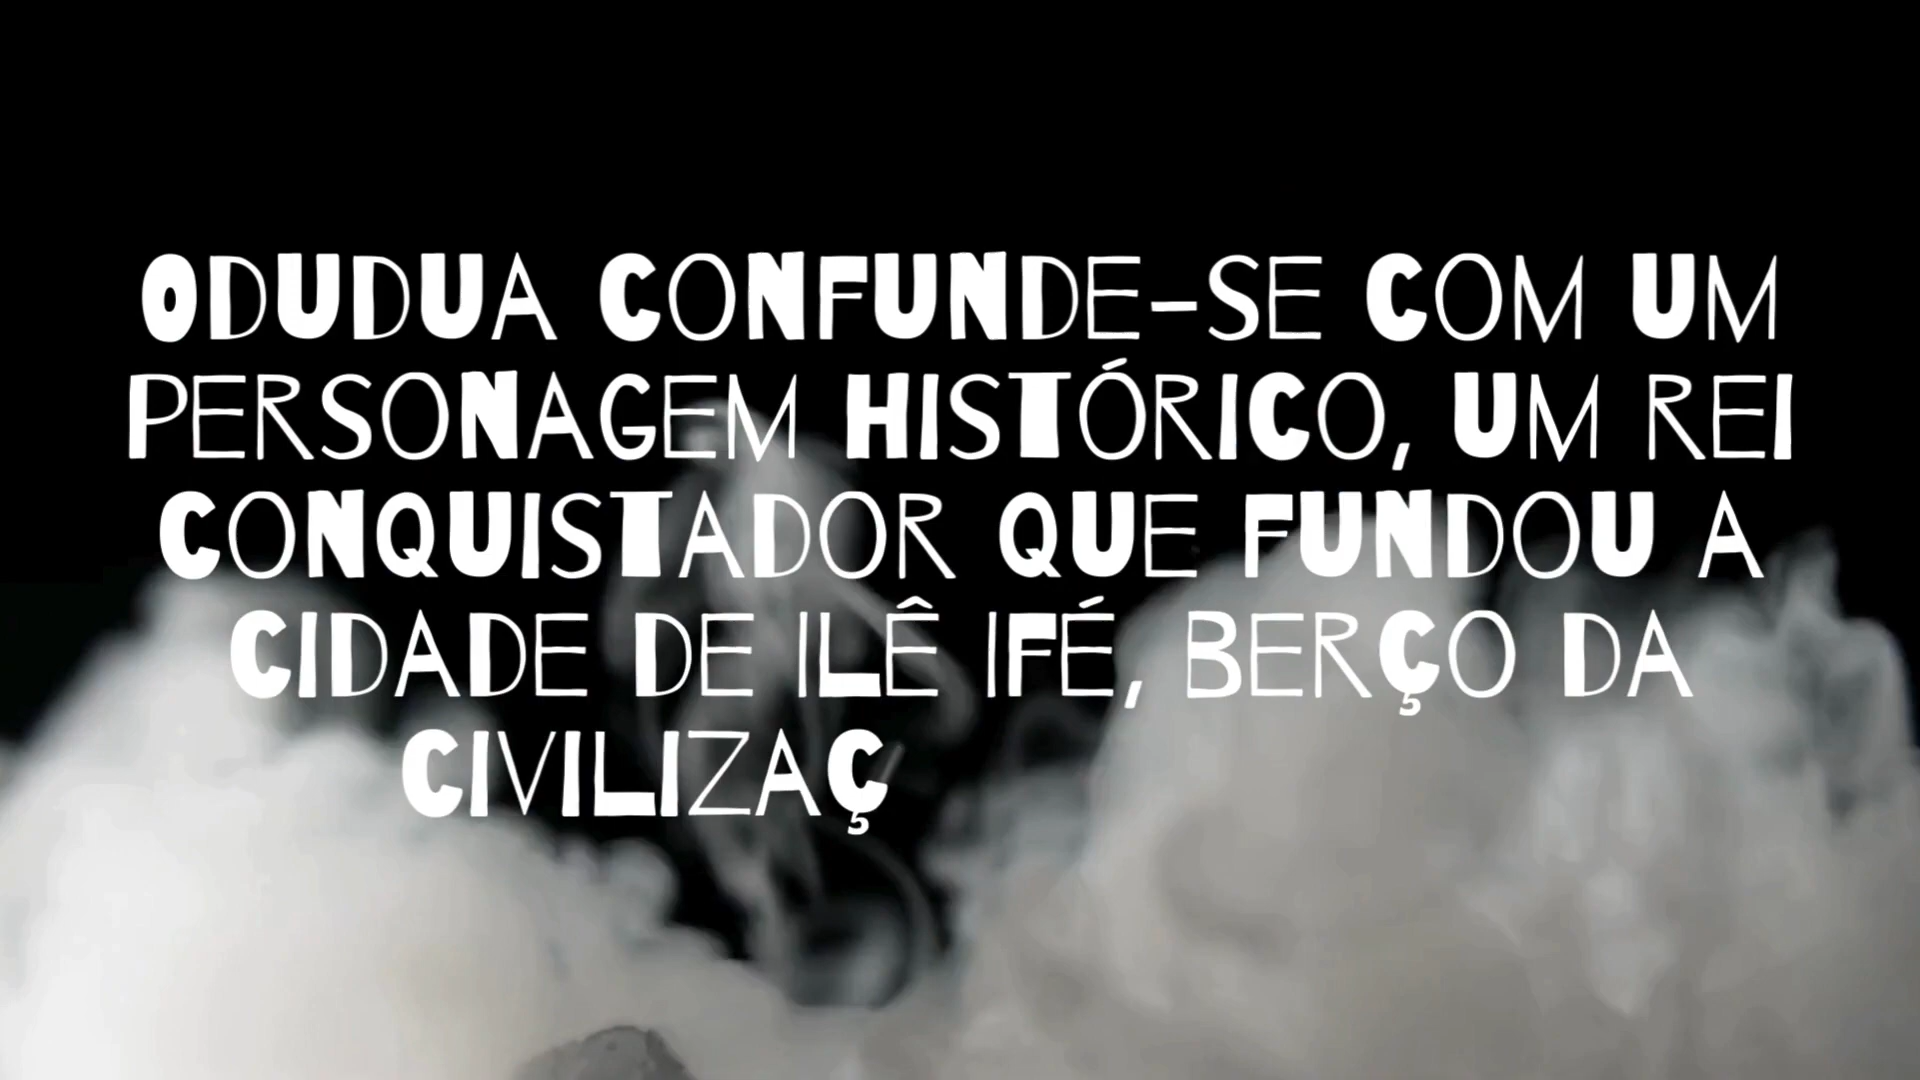 ODUDUA CONFUNDE-SE COM UM
PERSONAGEM HISTÓRICO, UM REI
CONQUISTADOR QUE FUNDOU A
CIDADE DE ILÊ IFÉ, BERÇO DA
CIVILIZAÇ